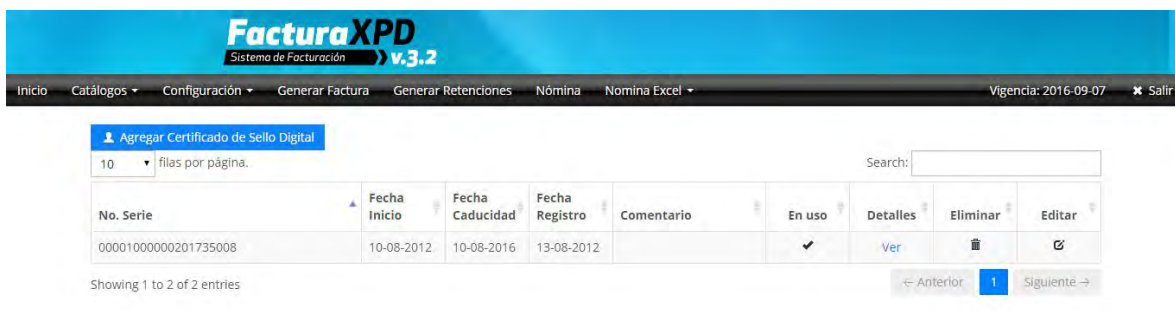 FacturaXPD
Sistema de Facturación v.3.2
Inicio Catálogos Configuración Generar Factura Generar Retenciones Nómina Nomina Excel Vigencia: 2016-09-07 Salir
Agregar Certificado de Sello Digital
10 filas por página. Search:
No. Serie Fecha Inicio Fecha Caducidad Fecha Registro Comentario En uso Detalles Eliminar Editar
00001000000201735008 10-08-2012 10-08-2016 13-08-2012 Ver
Showing 1 to 2 of 2 entries ← Anterior 1 Siguiente →